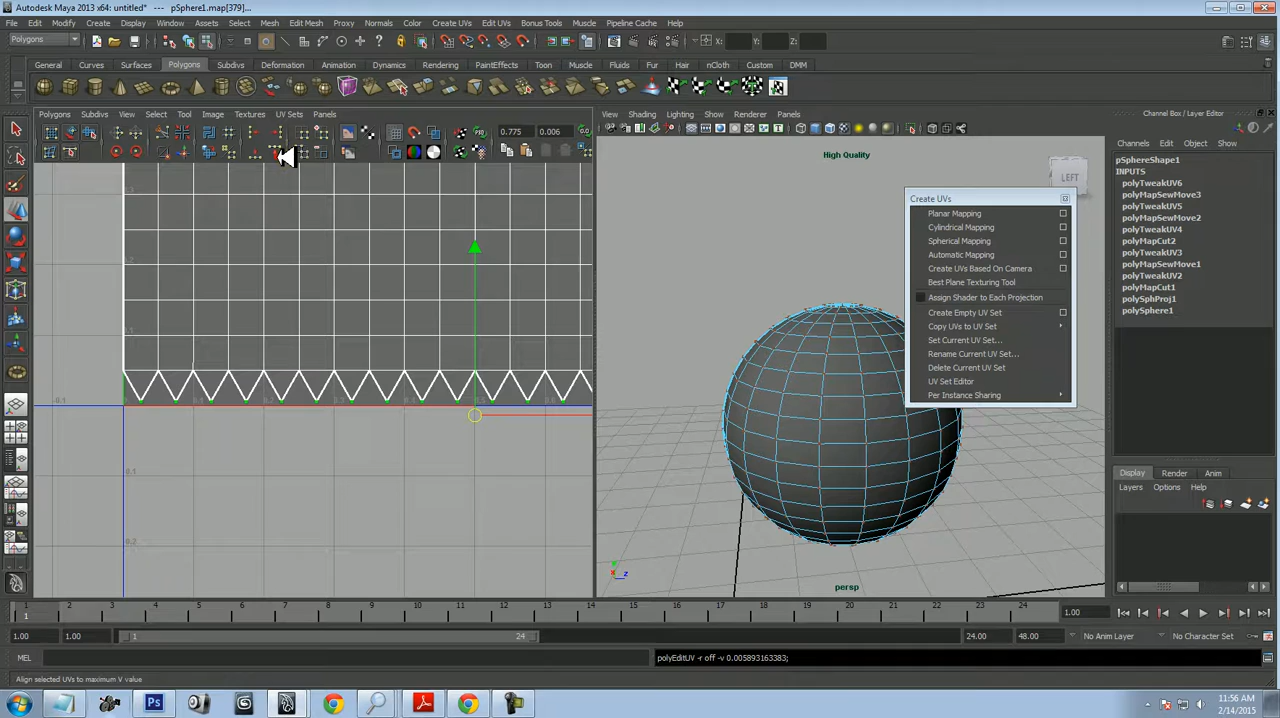 Autodesk Maya 2013 x64: untitled* --- pSphere1.map[379]...
File Edit Modify Create Display Window Assets Select Mesh Edit Mesh Proxy Normals Color Create UVs Edit UVs Bonus Tools Muscle Pipeline Cache Help
Polygons X: Y: Z:
General Curves Surfaces Polygons Subdivs Deformation Animation Dynamics Rendering PaintEffects Toon Muscle Fluids Fur Hair nCloth Custom DMM
Polygons Subdivs View Select Tool Image Textures UV Sets Panels
View Shading Lighting Show Renderer Panels
Channel Box / Layer Editor
0.775 0.006
Channels Edit Object Show
High Quality
LEFT
pSphereShape1
INPUTS
polyTweakUV6
polyMapSewMove3
polyTweakUV5
polyMapSewMove2
polyTweakUV4
polyMapCut2
polyTweakUV3
polyMapSewMove1
polyTweakUV2
polyMapCut1
polySphProj1
polySphere1
Create UVs
Planar Mapping
Cylindrical Mapping
Spherical Mapping
Automatic Mapping
Create UVs Based On Camera
Best Plane Texturing Tool
Assign Shader to Each Projection
Create Empty UV Set
Copy UVs to UV Set
Set Current UV Set...
Rename Current UV Set...
Delete Current UV Set
UV Set Editor
Per Instance Sharing
z
persp
Display Render Anim
Layers Options Help
1 2 3 4 5 6 7 8 9 10 11 12 13 14 15 16 17 18 19 20 21 22 23 24
1 1.00
1.00 1.00 1 24 24.00 48.00 No Anim Layer No Character Set
MEL polyEditUV -r off -v 0.005893163383;
Align selected UVs to maximum V value
Ps
11:56 AM
2/14/2015